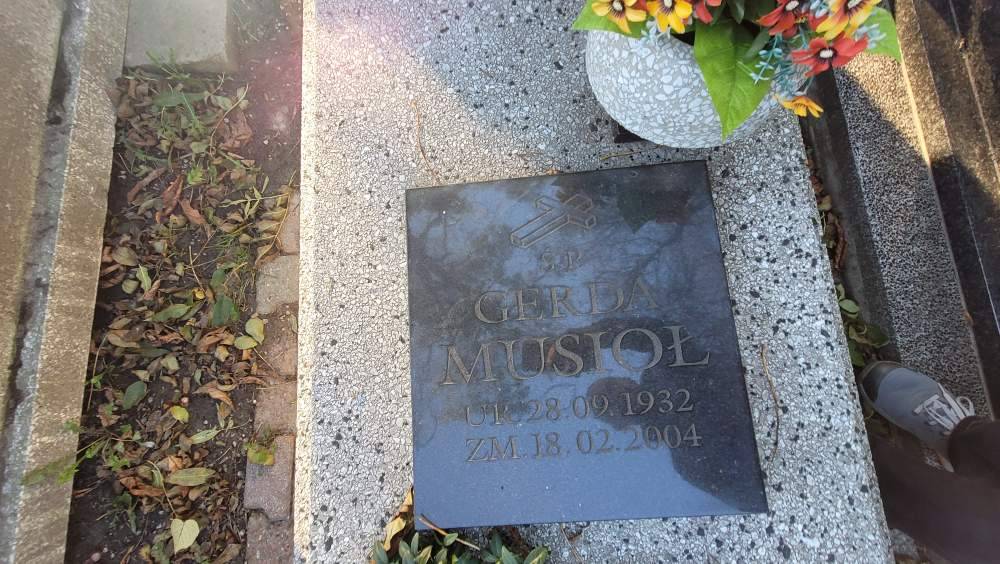 Ś.P.
GERDA
MUSIOŁ
UR. 28.09.1932
ZM. 18.02.2004